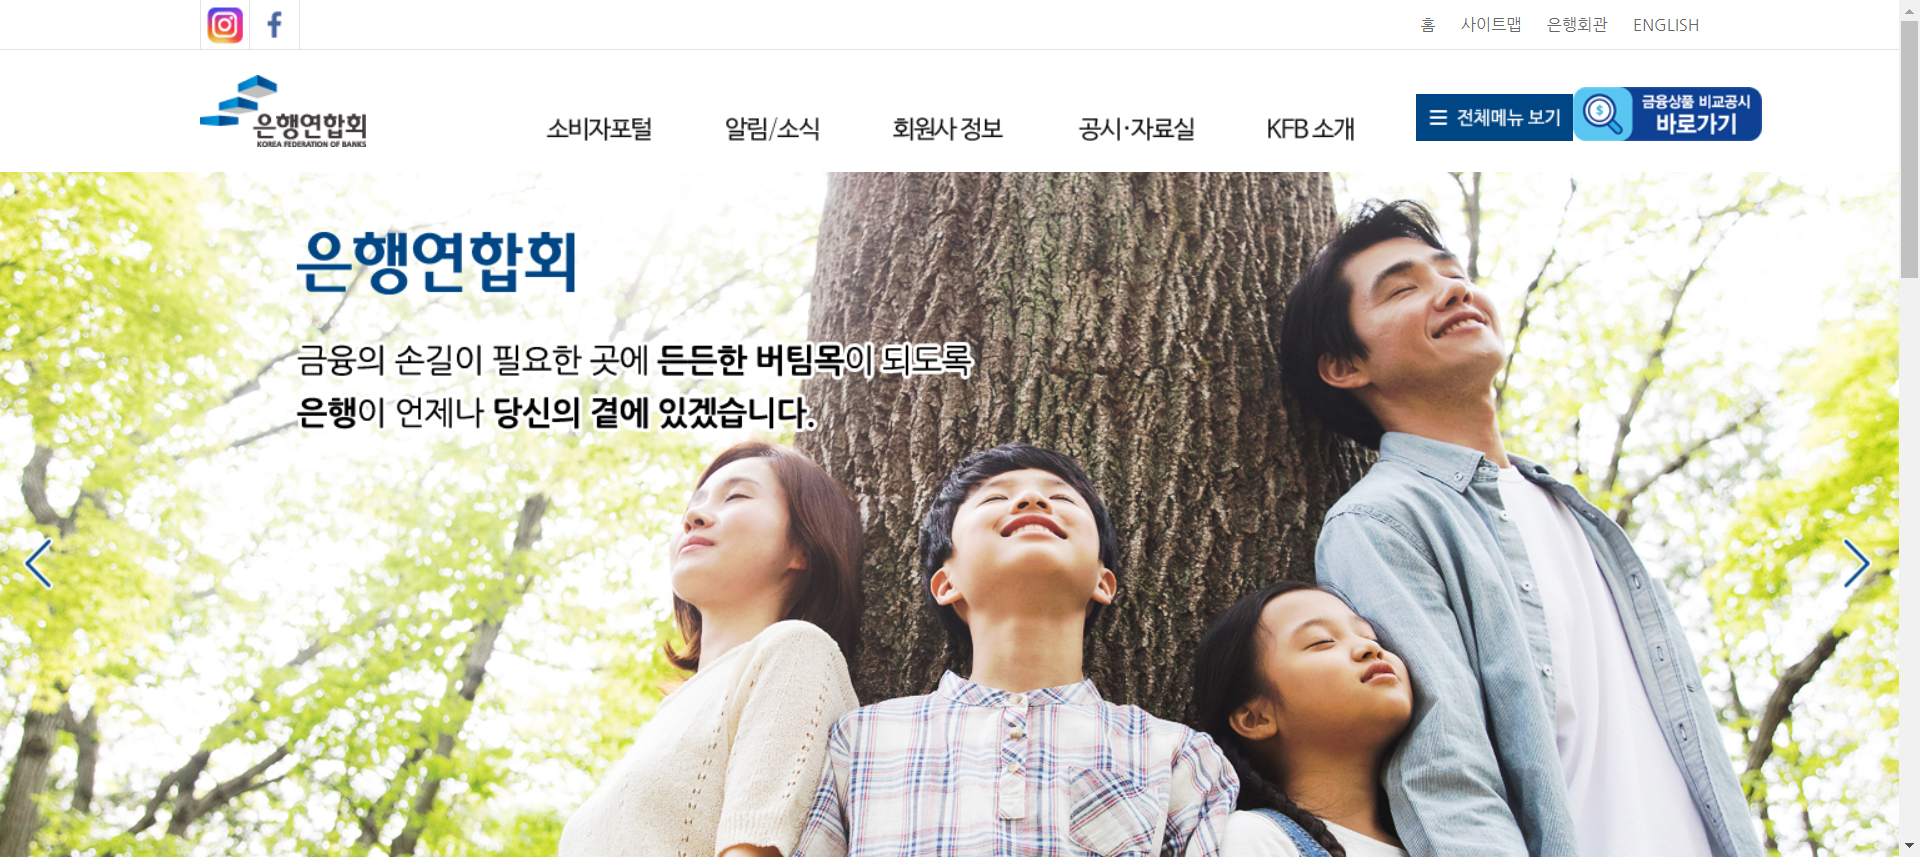 홈 사이트맵 은행회관 ENGLISH
은행연합회
KOREA FEDERATION OF BANKS
소비자포털 알림/소식 회원사 정보 공시·자료실 KFB 소개
전체메뉴 보기
금융상품 비교공시
바로가기
은행연합회
금융의 손길이 필요한 곳에 든든한 버팀목이 되도록
은행이 언제나 당신의 곁에 있겠습니다.